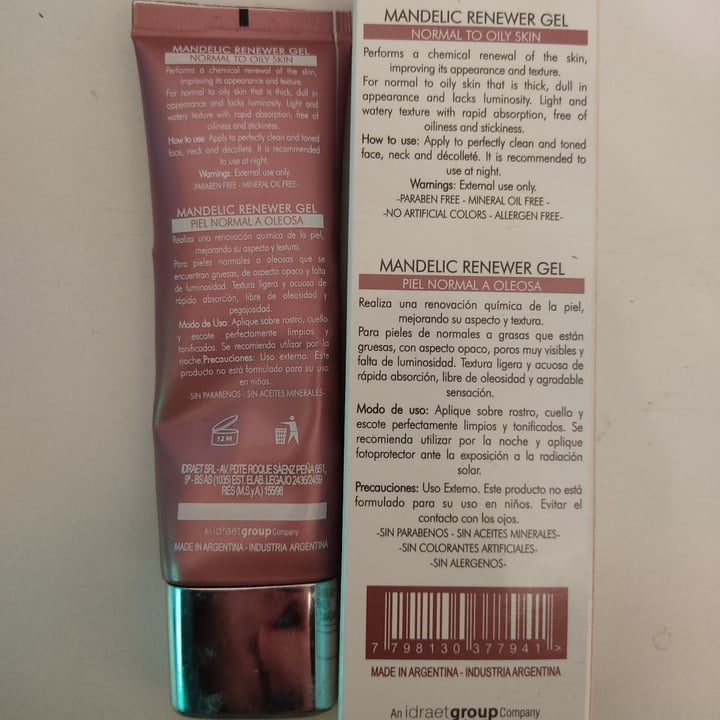 MANDELIC RENEWER GEL
NORMAL TO OILY SKIN
Performs a chemical renewal of the skin,
improving its appearance and texture.
For normal to oily skin that is thick, dull in
appearance and lacks luminosity. Light and
watery texture with rapid absorption, free of
oiliness and stickiness.
How to use: Apply to perfectly clean and toned
face, neck and décolleté. It is recommended
to use at night.
Warnings: External use only.
-PARABEN FREE - MINERAL OIL FREE-
MANDELIC RENEWER GEL
PIEL NORMAL A OLEOSA
Realiza una renovación química de la piel,
mejorando su aspecto y textura.
Para pieles normales a oleosas que se
encuentran gruesas, de aspecto opaco y falta
de luminosidad. Textura ligera y acuosa de
rápida absorción, libre de oleosidad y
pegajosidad.
Modo de Uso: Aplique sobre rostro, cuello
y escote perfectamente limpios y
tonificados. Se recomienda utilizar por la
noche.Precauciones: Uso externo. Este
producto no está formulado para su uso
en niños.
-SIN PARABENOS - SIN ACEITES MINERALES-
12 M
IDRAET SRL - AV. PDTE ROQUE SÁENZ PEÑA 651,
9º - BS AS (1035) EST. ELAB. LEGAJO 2436/2459
RES (M.S.y A.) 155/98
An idraetgroup Company
MADE IN ARGENTINA - INDUSTRIA ARGENTINA
MANDELIC RENEWER GEL
NORMAL TO OILY SKIN
Performs a chemical renewal of the skin,
improving its appearance and texture.
For normal to oily skin that is thick, dull in
appearance and lacks luminosity. Light and
watery texture with rapid absorption, free of
oiliness and stickiness.
How to use: Apply to perfectly clean and toned
face, neck and décolleté. It is recommended to
use at night.
Warnings: External use only.
-PARABEN FREE - MINERAL OIL FREE -
-NO ARTIFICIAL COLORS - ALLERGEN FREE-
MANDELIC RENEWER GEL
PIEL NORMAL A OLEOSA
Realiza una renovación química de la piel,
mejorando su aspecto y textura.
Para pieles de normales a grasas que están
gruesas, con aspecto opaco, poros muy visibles y
falta de luminosidad. Textura ligera y acuosa de
rápida absorción, libre de oleosidad y agradable
sensación.
Modo de uso: Aplique sobre rostro, cuello y
escote perfectamente limpios y tonificados. Se
recomienda utilizar por la noche y aplique
fotoprotector ante la exposición a la radiación
solar.
Precauciones: Uso Externo. Este producto no está
formulado para su uso en niños. Evitar el
contacto con los ojos.
-SIN PARABENOS - SIN ACEITES MINERALES-
-SIN COLORANTES ARTIFICIALES-
-SIN ALERGENOS-
7 798130 377941 >
MADE IN ARGENTINA - INDUSTRIA ARGENTINA
An idraetgroup Company